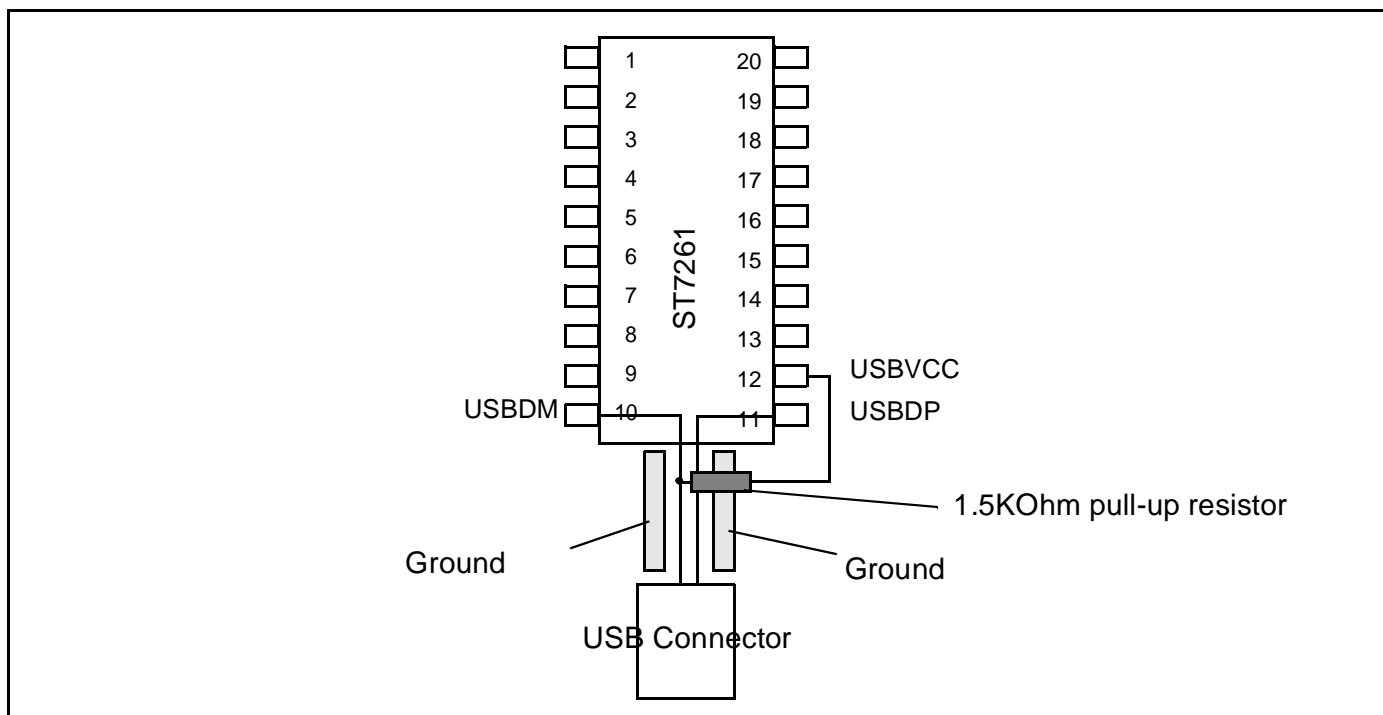 1 20
2 19
3 18
4 17
5 16
6 15
7 14
8 13
9 12
10 11
ST7261
USBVCC
USBDM
USBDP
1.5KOhm pull-up resistor
Ground
Ground
USB Connector